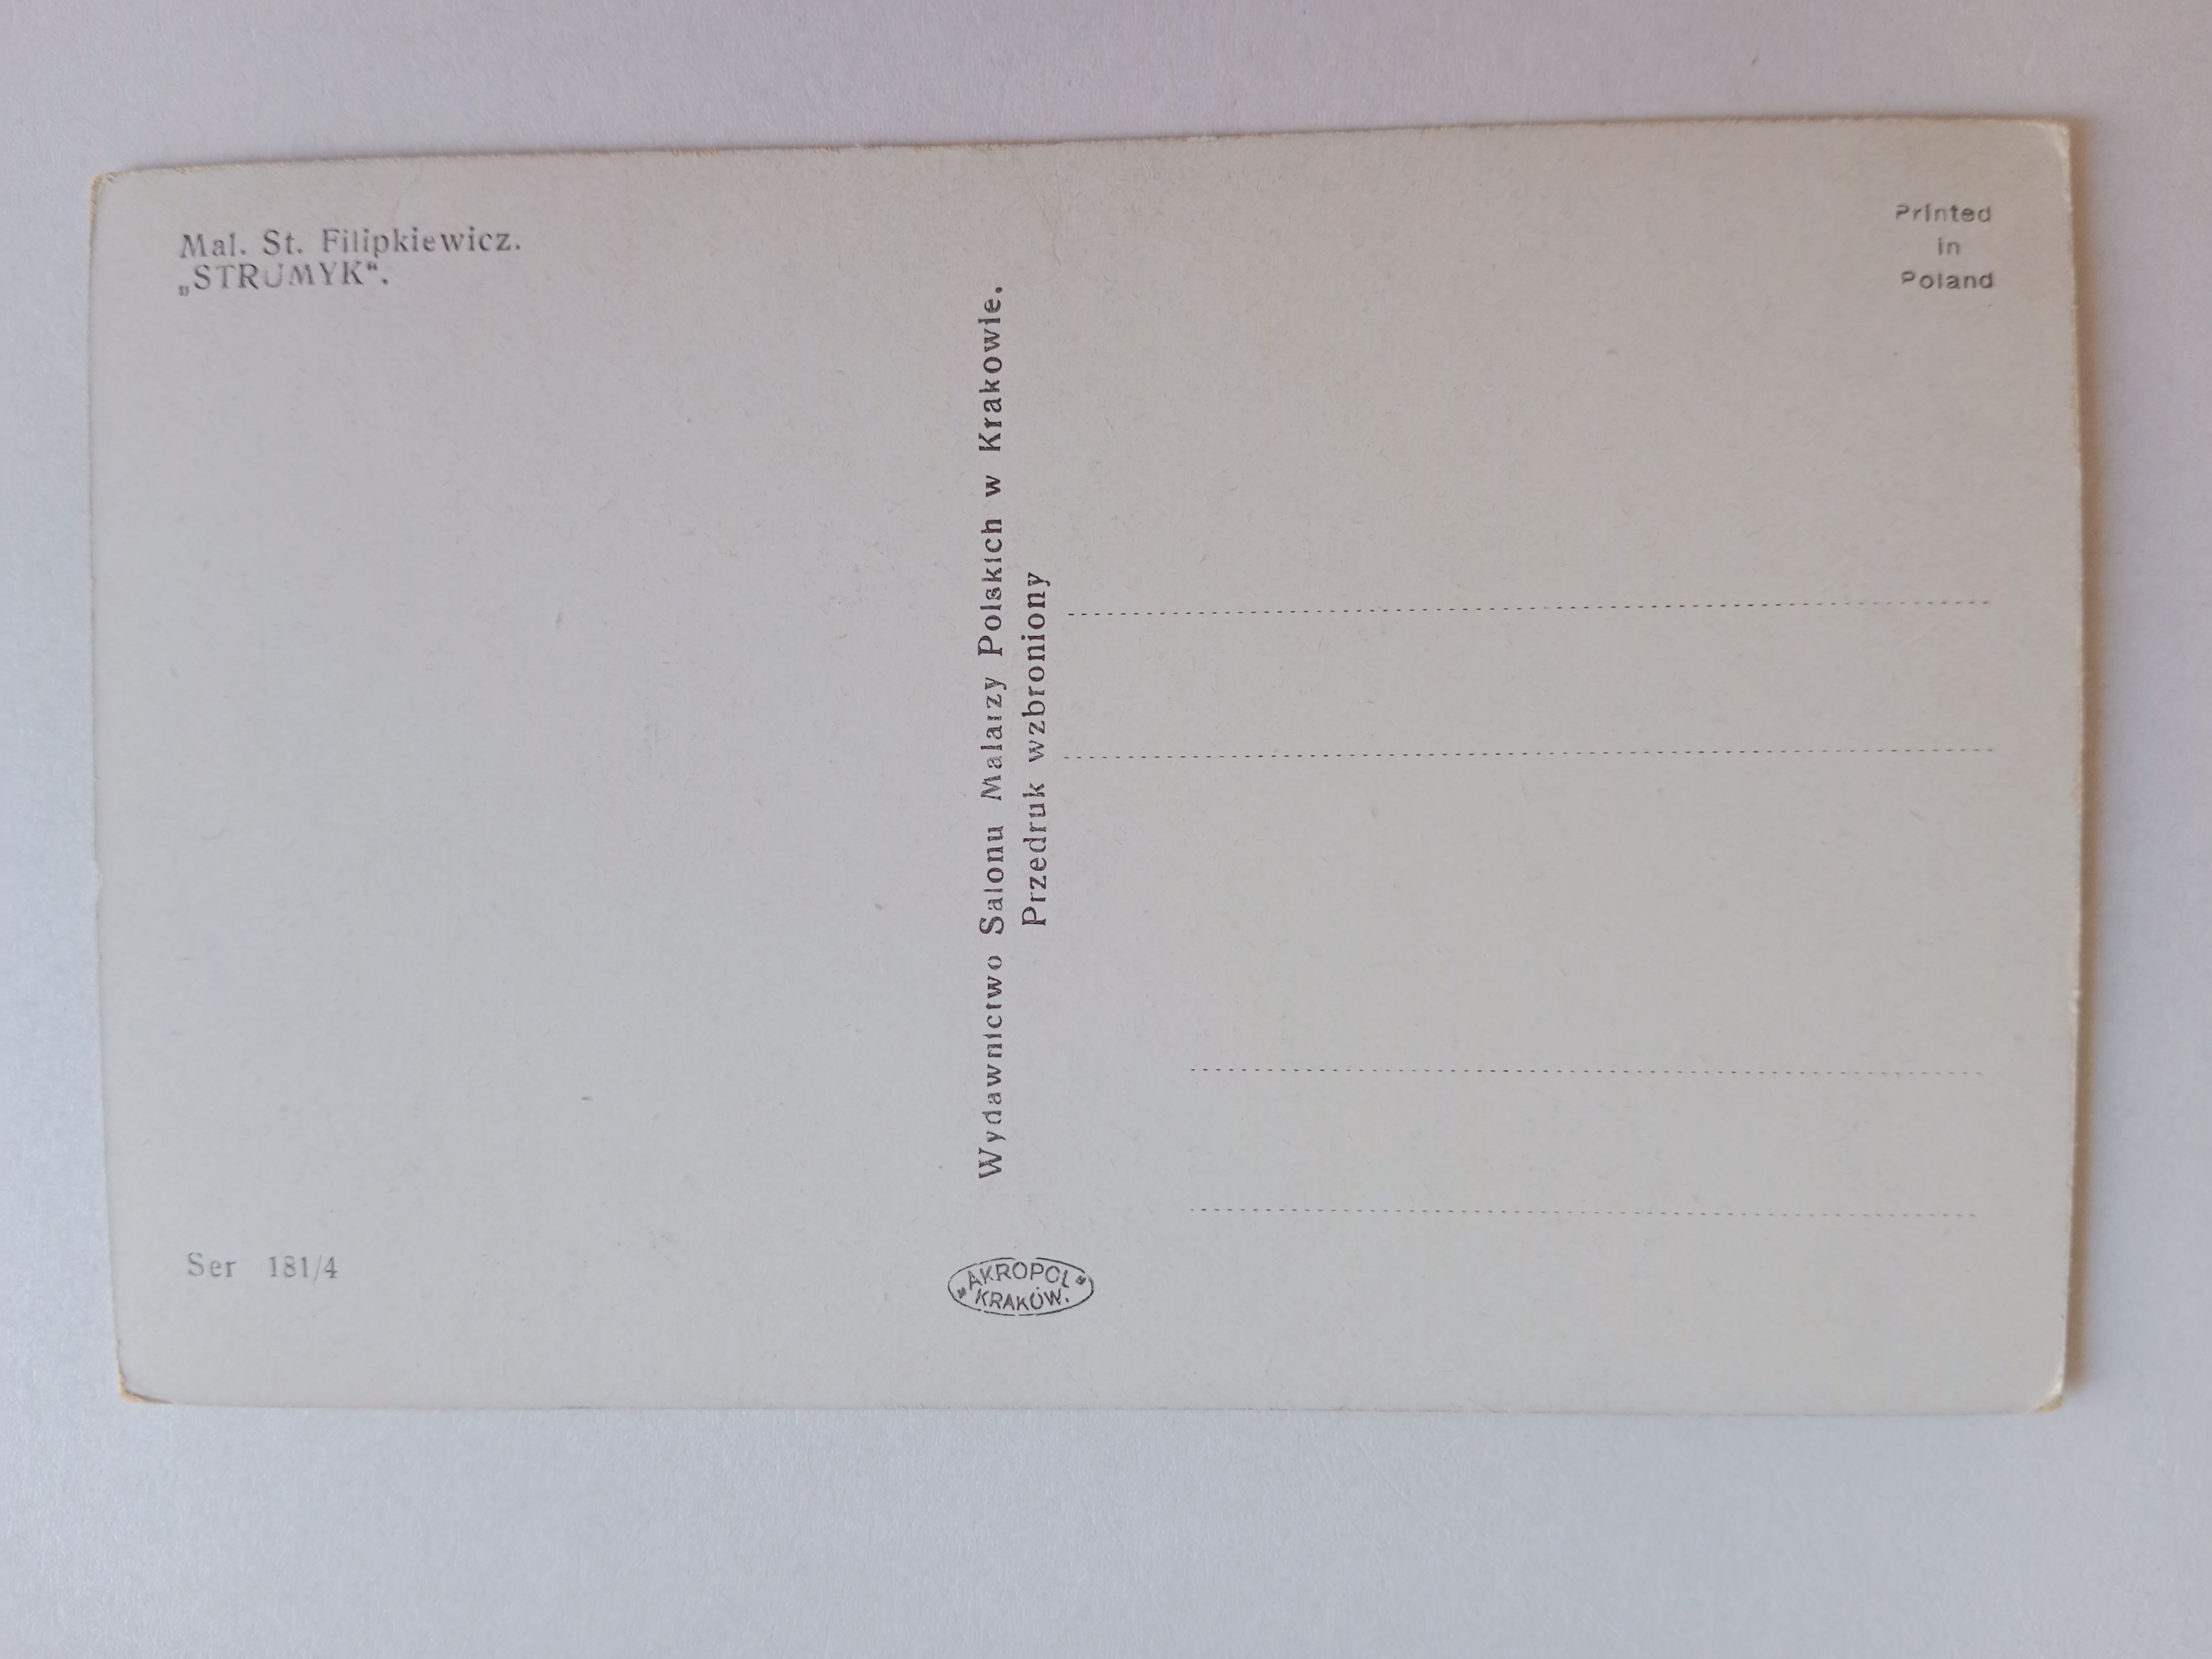 Mal. St. Filipkiewicz.
„STRUMYK“.
Printed
in
Poland
Wydawnictwo Salonu Malarzy Polskich w Krakowie.
Przedruk wzbroniony
Ser 181/4
„AKROPOL“
KRAKÓW.